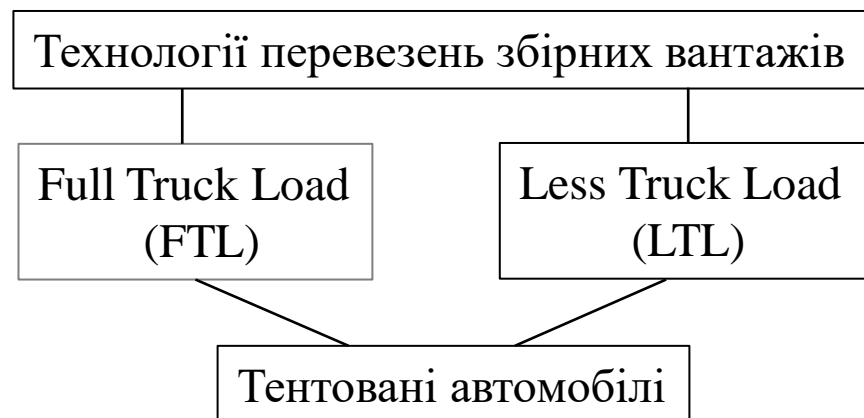 Технології перевезень збірних вантажів
Full Truck Load
(FTL)
Less Truck Load
(LTL)
Тентовані автомобілі